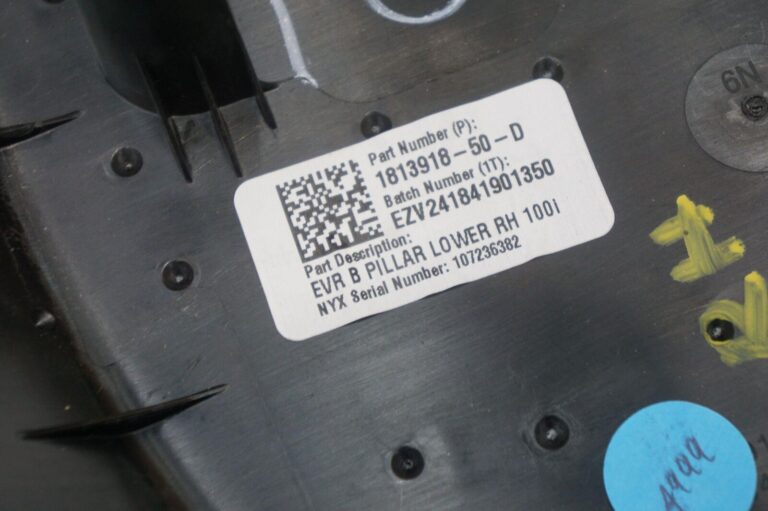 Part Number (P):
1813918-50-D
Batch Number (1T):
EZV241841901350
Part Description:
EVR B PILLAR LOWER RH 100i
NYX Serial Number: 107236382
6N